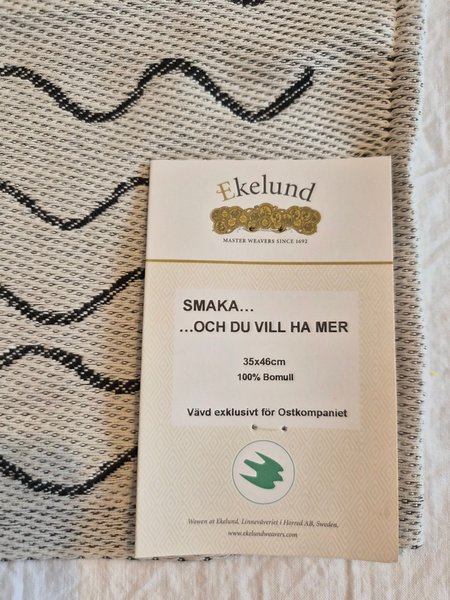 Ekelund
MASTER WEAVERS SINCE 1692
SMAKA...
...OCH DU VILL HA MER
35x46cm
100% Bomull
Vävd exklusivt för Ostkompaniet
Woven at Ekelund, Linneväveriet i Horred AB, Sweden.
www.ekelundweavers.com